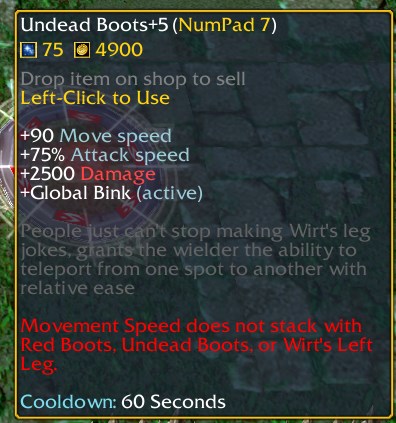 Undead Boots+5 (NumPad 7)
75 4900
Drop item on shop to sell
Left-Click to Use
+90 Move speed
+75% Attack speed
+2500 Damage
+Global Bink (active)
People just can't stop making Wirt's leg
jokes, grants the wielder the ability to
teleport from one spot to another with
relative ease
Movement Speed does not stack with
Red Boots, Undead Boots, or Wirt's Left
Leg.
Cooldown: 60 Seconds